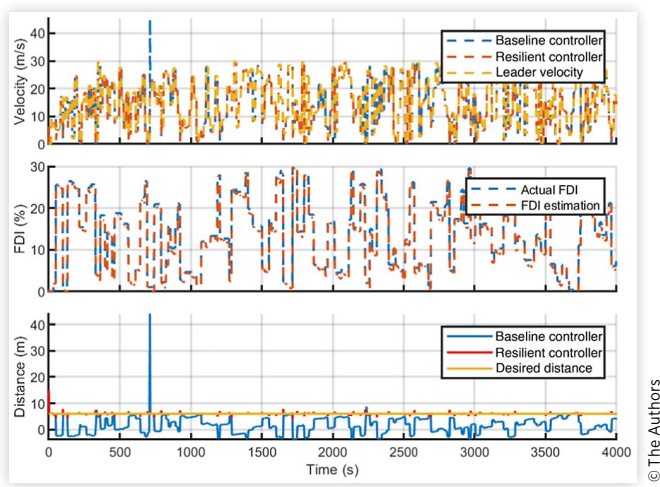 Velocity (m/s)
40
30
20
10
0
Baseline controller
Resilient controller
Leader velocity
FDI (%)
30
20
10
0
Actual FDI
FDI estimation
Distance (m)
40
30
20
10
0
Baseline controller
Resilient controller
Desired distance
0 500 1000 1500 2000 2500 3000 3500 4000
Time (s)
© The Authors